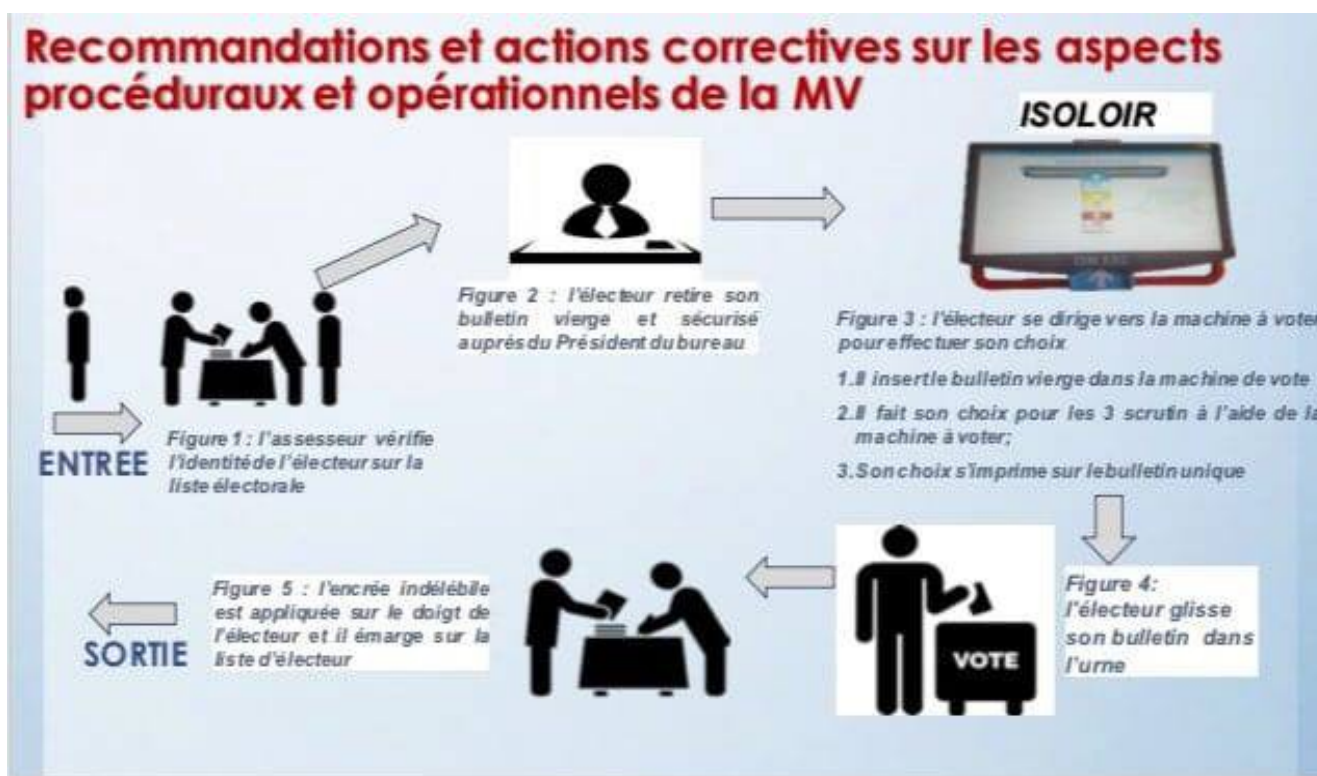 Recommandations et actions correctives sur les aspects
procéduraux et opérationnels de la MV
ISOLOIR
Figure 2 : l'électeur retire son
bulletin vierge et sécurisé
auprés du Président du bureau
Figure 3 : l'électeur se dirige vers la machine à voter
pour effectuer son choix
1.Il insert le bulletin vierge dans la machine de vote
2.Il fait son choix pour les 3 scrutin à l'aide de la
machine à voter;
3.Son choix s'imprime sur le bulletin unique
ENTREE
Figure 1 : l'assesseur vérifie
l'identité de l'électeur sur la
liste électorale
Figure 4:
l'électeur glisse
son bulletin dans
l'urne
VOTE
Figure 5 : l'encrée indélébile
est appliquée sur le doigt de
l'électeur et il émarge sur la
liste d'électeur
SORTIE